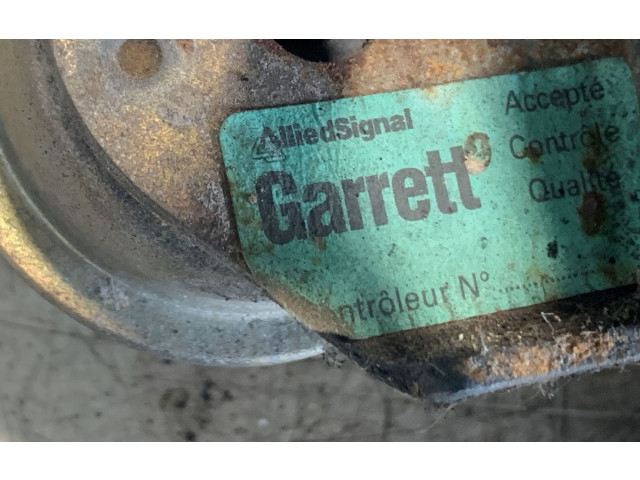 AlliedSignal
Garrett®
Accepté
Contrôle
Qualité
ntrôleur N° ................